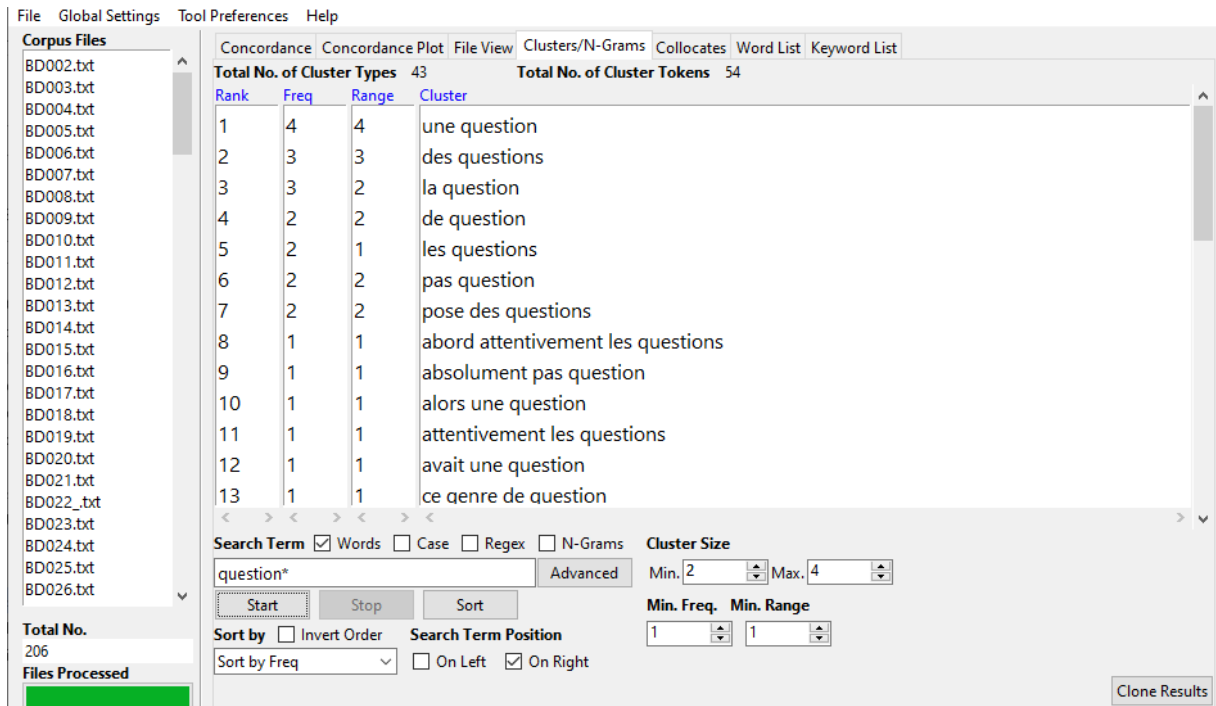 File Global Settings Tool Preferences Help
Corpus Files
BD002.txt
BD003.txt
BD004.txt
BD005.txt
BD006.txt
BD007.txt
BD008.txt
BD009.txt
BD010.txt
BD011.txt
BD012.txt
BD013.txt
BD014.txt
BD015.txt
BD016.txt
BD017.txt
BD018.txt
BD019.txt
BD020.txt
BD021.txt
BD022_.txt
BD023.txt
BD024.txt
BD025.txt
BD026.txt
Total No.
206
Files Processed
Concordance Concordance Plot File View Clusters/N-Grams Collocates Word List Keyword List
Total No. of Cluster Types 43 Total No. of Cluster Tokens 54
Rank Freq Range Cluster
1 4 4 une question
2 3 3 des questions
3 3 2 la question
4 2 2 de question
5 2 1 les questions
6 2 2 pas question
7 2 2 pose des questions
8 1 1 abord attentivement les questions
9 1 1 absolument pas question
10 1 1 alors une question
11 1 1 attentivement les questions
12 1 1 avait une question
13 1 1 ce genre de question
Search Term Words Case Regex N-Grams Cluster Size
question* Advanced Min. 2 Max. 4
Start Stop Sort Min. Freq. Min. Range
1 1
Sort by Invert Order Search Term Position
Sort by Freq On Left On Right
Clone Results